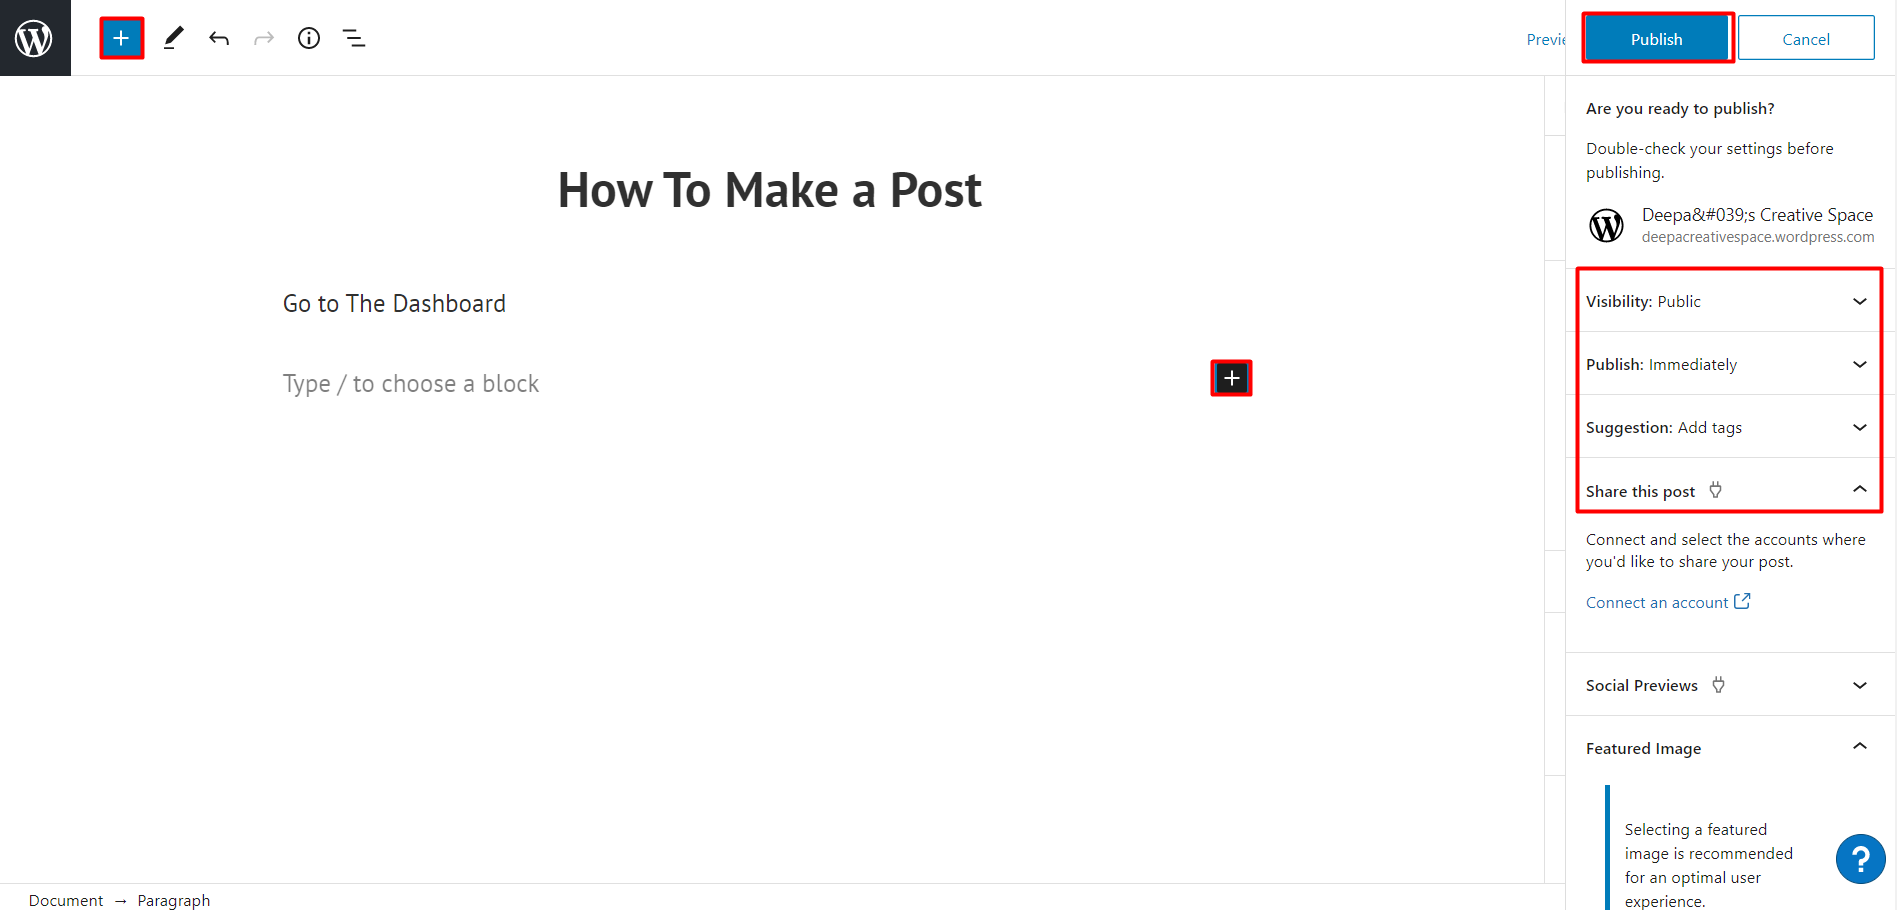 Previe
Publish
Cancel
Are you ready to publish?
Double-check your settings before
publishing.
Deepa&#039;s Creative Space
deepacreativespace.wordpress.com
How To Make a Post
Go to The Dashboard
Type / to choose a block
Visibility: Public
Publish: Immediately
Suggestion: Add tags
Share this post
Connect and select the accounts where
you'd like to share your post.
Connect an account
Social Previews
Featured Image
Selecting a featured
image is recommended
for an optimal user
experience.
Document → Paragraph